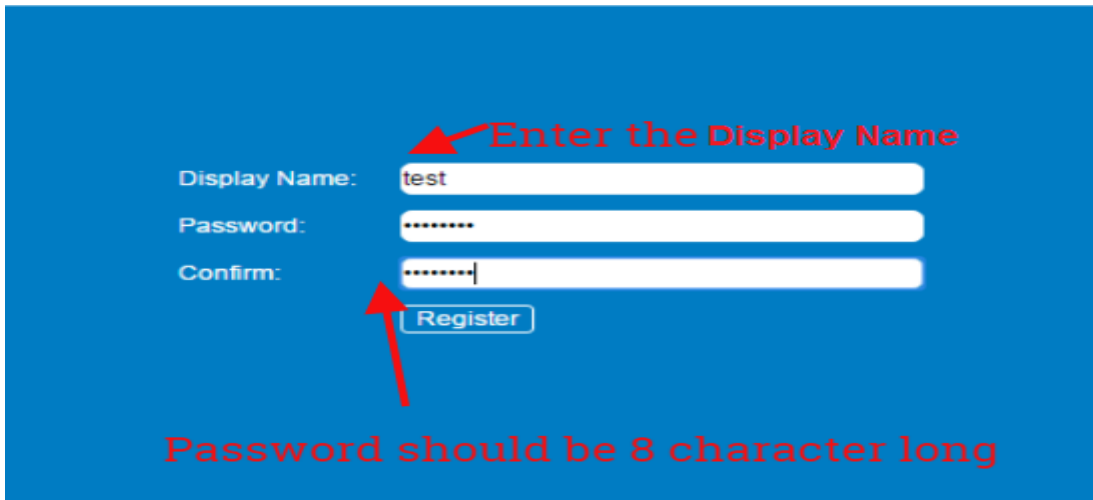 Enter the Display Name
Display Name: test
Password: ••••••••
Confirm: ••••••••
Register
Password should be 8 character long